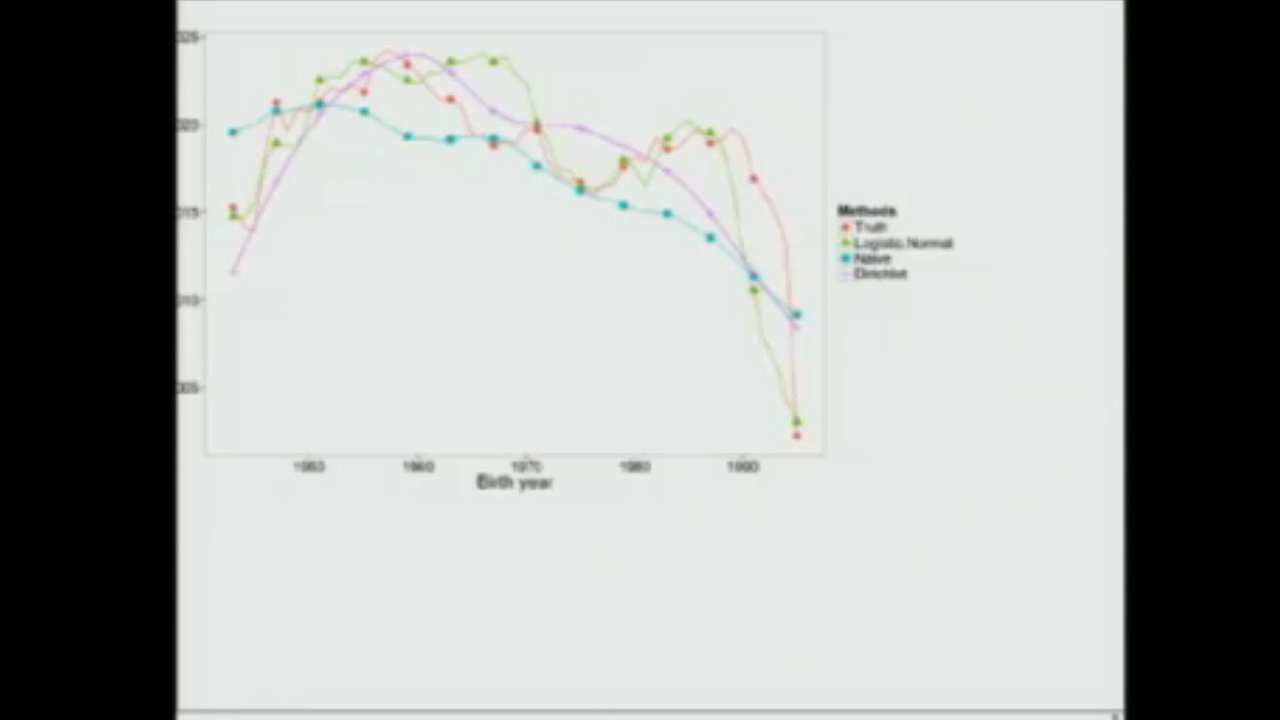 Methods
Truth
Logistic.Normal
Naive
Dirichlet
1950 1960 1970 1980 1990
Birth year